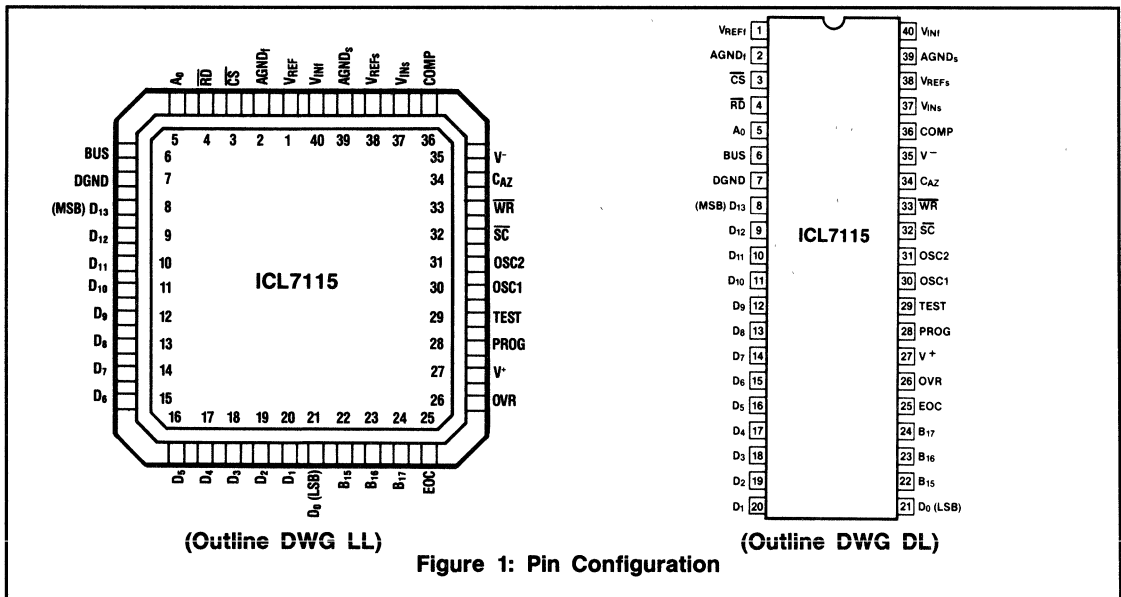 A₀ R̅D̅ C̅S̅ AGNDf VREF VINf AGNDs VREFs VINs COMP
5 4 3 2 1 40 39 38 37 36
BUS 6 35 V⁻
DGND 7 34 CAZ
(MSB) D₁₃ 8 33 W̅R̅
D₁₂ 9 32 S̅C̅
D₁₁ 10 31 OSC2
D₁₀ 11 30 OSC1
D₉ 12 29 TEST
D₈ 13 28 PROG
D₇ 14 27 V⁺
D₆ 15 26 OVR
ICL7115
16 17 18 19 20 21 22 23 24 25
D₅ D₄ D₃ D₂ D₁ D₀ (LSB) B₁₅ B₁₆ B₁₇ EOC
(Outline DWG LL)
VREFf 1 40 VINf
AGNDf 2 39 AGNDs
C̅S̅ 3 38 VREFs
R̅D̅ 4 37 VINs
A₀ 5 36 COMP
BUS 6 35 V⁻
DGND 7 34 CAZ
(MSB) D₁₃ 8 33 W̅R̅
D₁₂ 9 32 S̅C̅
D₁₁ 10 31 OSC2
D₁₀ 11 30 OSC1
D₉ 12 29 TEST
D₈ 13 28 PROG
D₇ 14 27 V⁺
D₆ 15 26 OVR
D₅ 16 25 EOC
D₄ 17 24 B₁₇
D₃ 18 23 B₁₆
D₂ 19 22 B₁₅
D₁ 20 21 D₀ (LSB)
ICL7115
(Outline DWG DL)
Figure 1: Pin Configuration